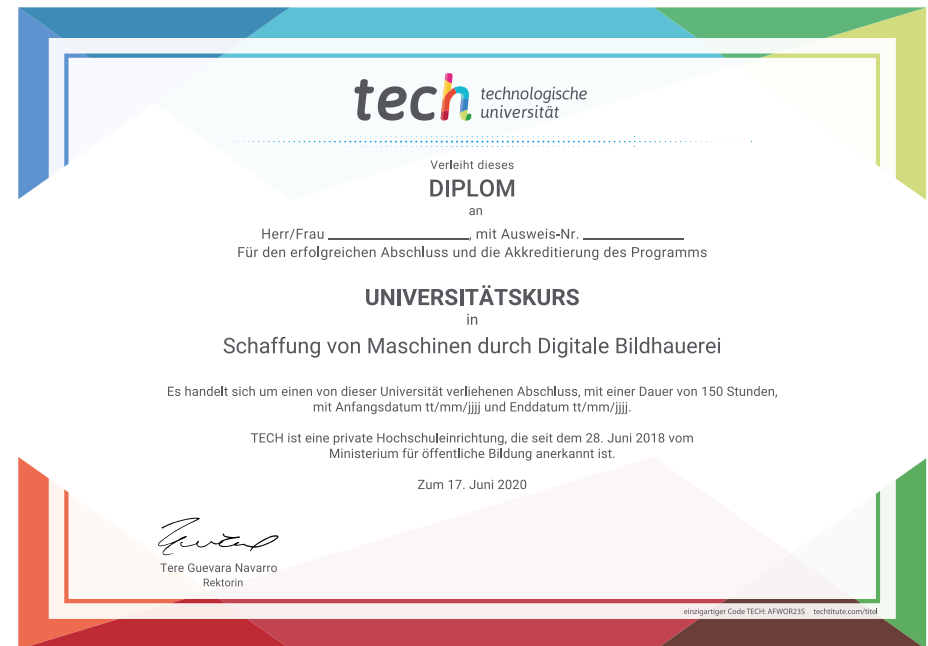 tech technologische
universität
Verleiht dieses
DIPLOM
an
Herr/Frau ____________________, mit Ausweis-Nr. ______________
Für den erfolgreichen Abschluss und die Akkreditierung des Programms
UNIVERSITÄTSKURS
in
Schaffung von Maschinen durch Digitale Bildhauerei
Es handelt sich um einen von dieser Universität verliehenen Abschluss, mit einer Dauer von 150 Stunden,
mit Anfangsdatum tt/mm/jjjj und Enddatum tt/mm/jjjj.
TECH ist eine private Hochschuleinrichtung, die seit dem 28. Juni 2018 vom
Ministerium für öffentliche Bildung anerkannt ist.
Zum 17. Juni 2020
Tere Guevara Navarro
Rektorin
einzigartiger Code TECH: AFWOR23S techtitute.com/titel